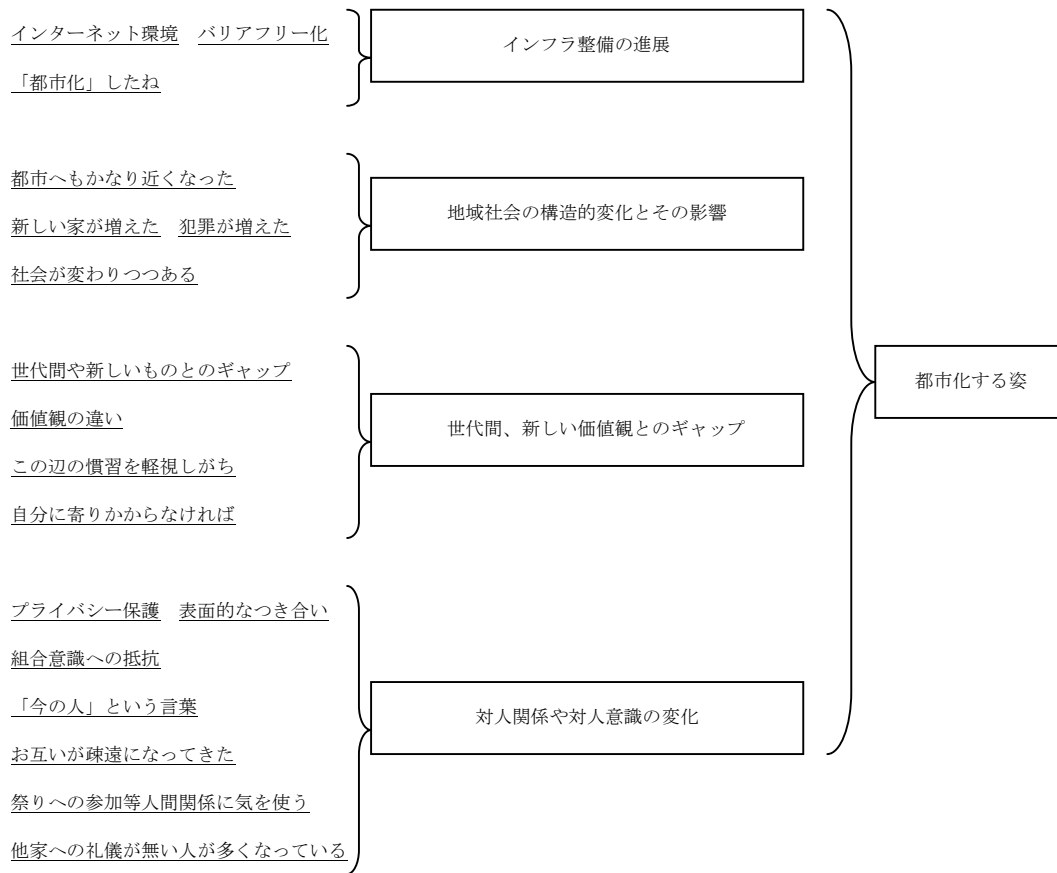 インターネット環境 バリアフリー化
「都市化」したね
インフラ整備の進展
都市へもかなり近くなった
新しい家が増えた 犯罪が増えた
社会が変わりつつある
地域社会の構造的変化とその影響
世代間や新しいものとのギャップ
価値観の違い
この辺の慣習を軽視しがち
自分に寄りかからなければ
世代間、新しい価値観とのギャップ
プライバシー保護 表面的なつき合い
組合意識への抵抗
「今の人」という言葉
お互いが疎遠になってきた
祭りへの参加等人間関係に気を使う
他家への礼儀が無い人が多くなっている
対人関係や対人意識の変化
都市化する姿